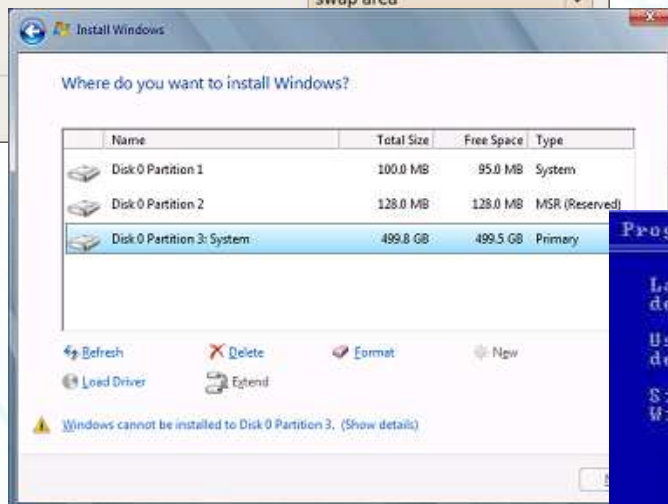 swap area
Install Windows
Where do you want to install Windows?
Name Total Size Free Space Type
Disk 0 Partition 1 100.0 MB 95.0 MB System
Disk 0 Partition 2 128.0 MB 128.0 MB MSR (Reserved)
Disk 0 Partition 3: System 499.8 GB 499.5 GB Primary
Refresh Delete Format New
Load Driver Extend
Windows cannot be installed to Disk 0 Partition 3. (Show details)